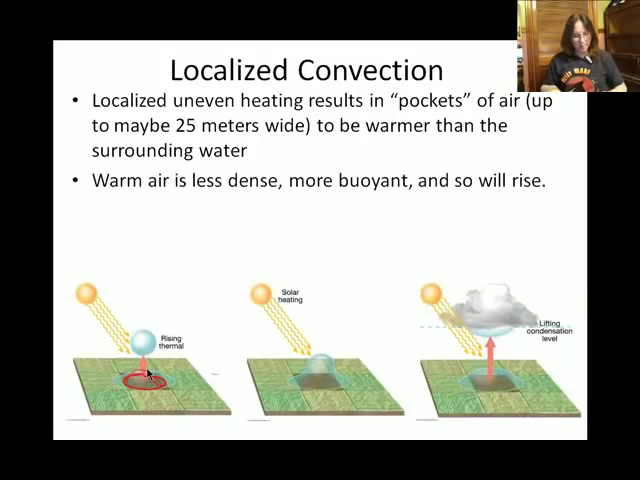 Localized Convection
• Localized uneven heating results in “pockets” of air (up
to maybe 25 meters wide) to be warmer than the
surrounding water
• Warm air is less dense, more buoyant, and so will rise.
Rising
thermal
Solar
heating
Lifting
condensation
level